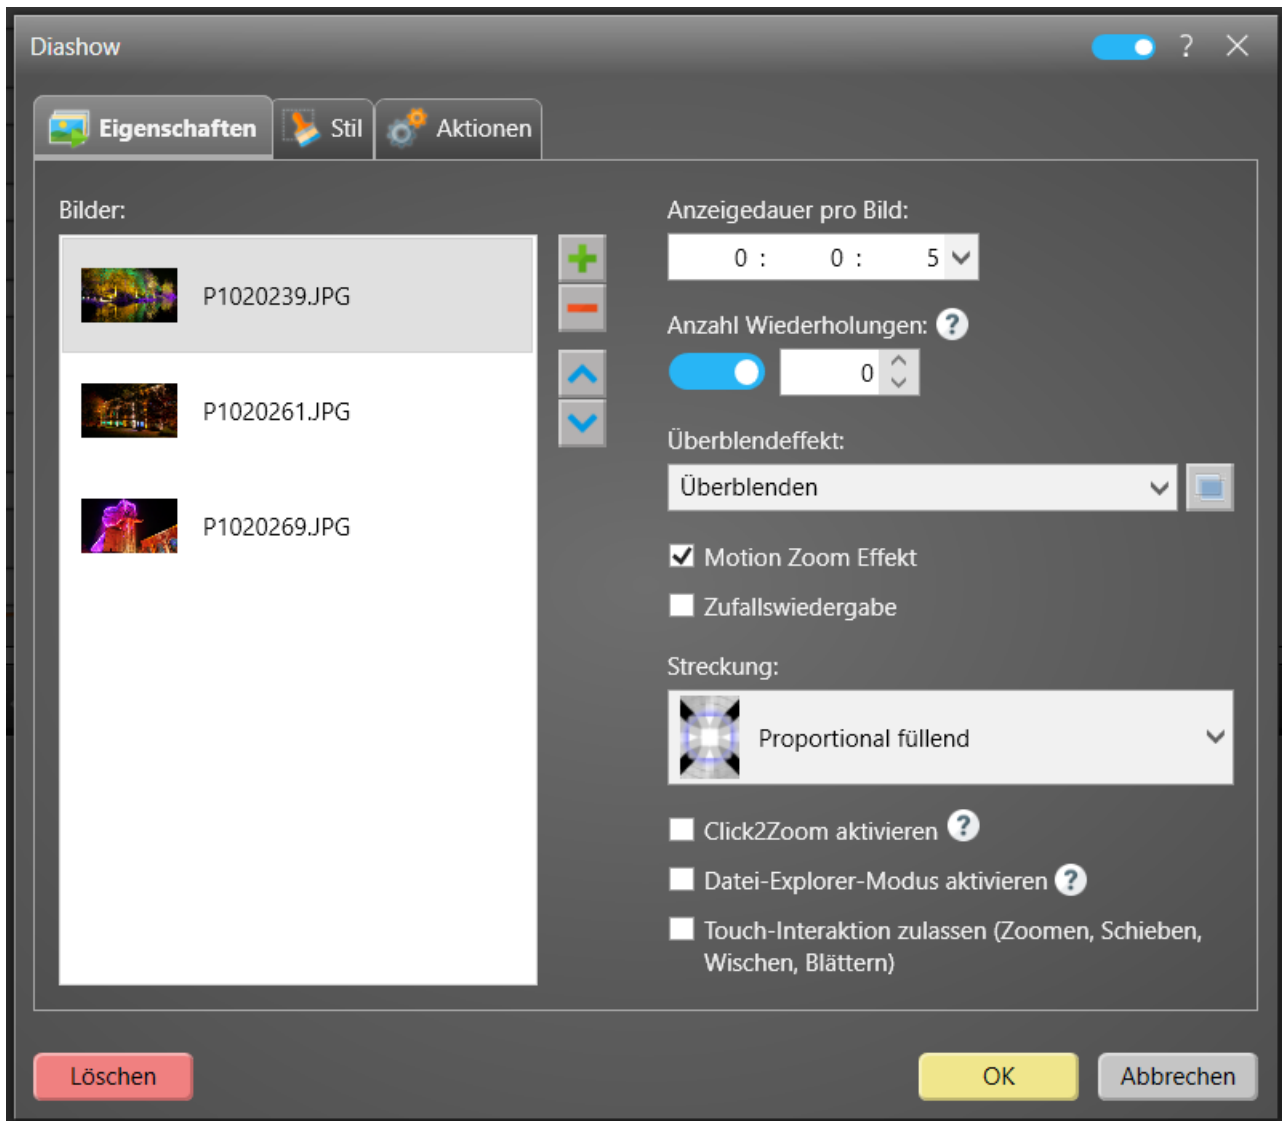 Diashow
?
Eigenschaften
Stil
Aktionen
Bilder:
P1020239.JPG
P1020261.JPG
P1020269.JPG
Anzeigedauer pro Bild:
0 : 0 : 5
Anzahl Wiederholungen: ?
0
Überblendeffekt:
Überblenden
Motion Zoom Effekt
Zufallswiedergabe
Streckung:
Proportional füllend
Click2Zoom aktivieren ?
Datei-Explorer-Modus aktivieren ?
Touch-Interaktion zulassen (Zoomen, Schieben,
Wischen, Blättern)
Löschen
OK
Abbrechen